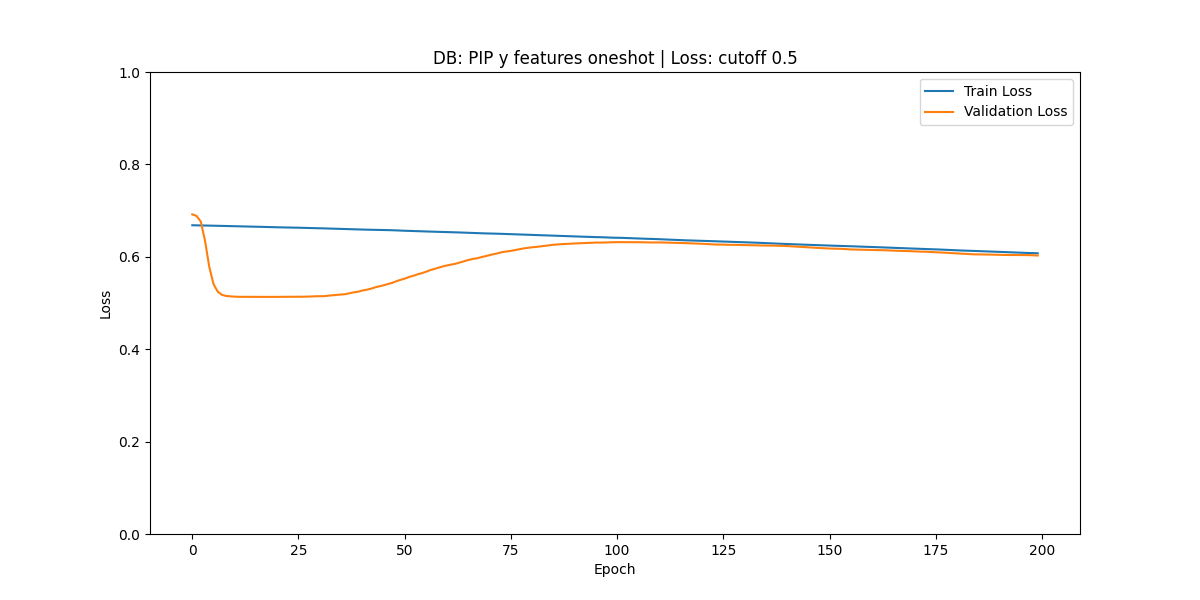 DB: PIP y features oneshot | Loss: cutoff 0.5
1.0
0.8
0.6
0.4
0.2
0.0
Loss
Train Loss
Validation Loss
0 25 50 75 100 125 150 175 200
Epoch